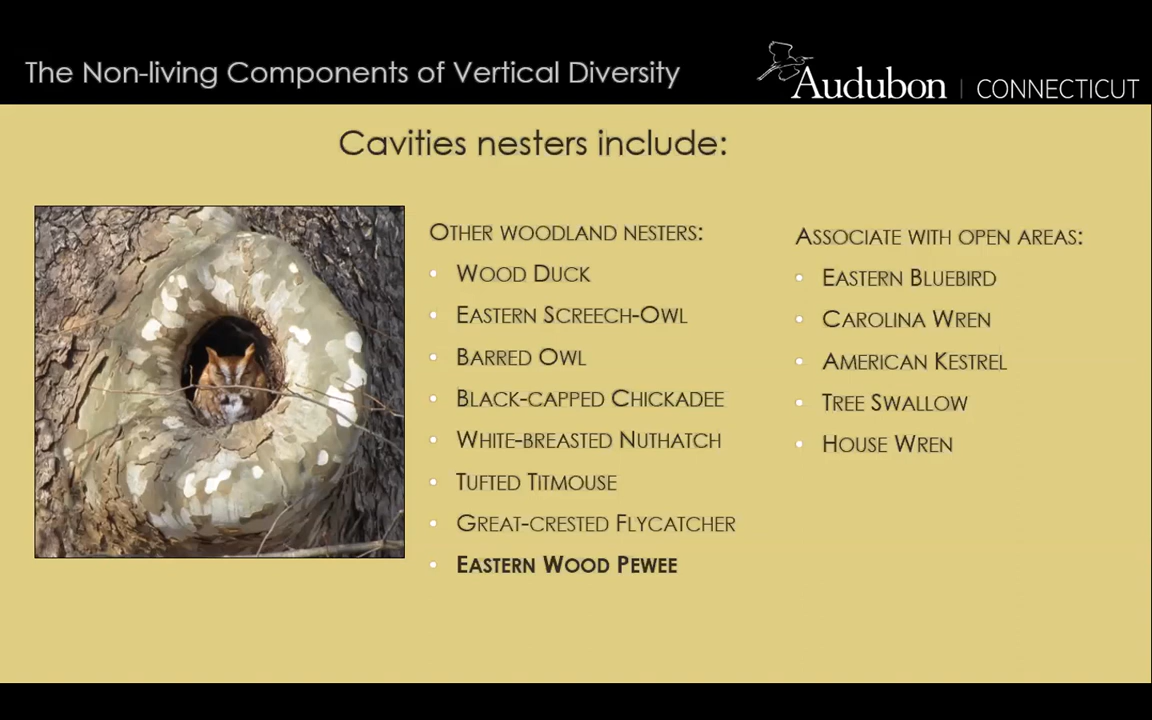 The Non-living Components of Vertical Diversity
Audubon | CONNECTICUT
Cavities nesters include:
OTHER WOODLAND NESTERS:
• WOOD DUCK
• EASTERN SCREECH-OWL
• BARRED OWL
• BLACK-CAPPED CHICKADEE
• WHITE-BREASTED NUTHATCH
• TUFTED TITMOUSE
• GREAT-CRESTED FLYCATCHER
• EASTERN WOOD PEWEE
ASSOCIATE WITH OPEN AREAS:
• EASTERN BLUEBIRD
• CAROLINA WREN
• AMERICAN KESTREL
• TREE SWALLOW
• HOUSE WREN